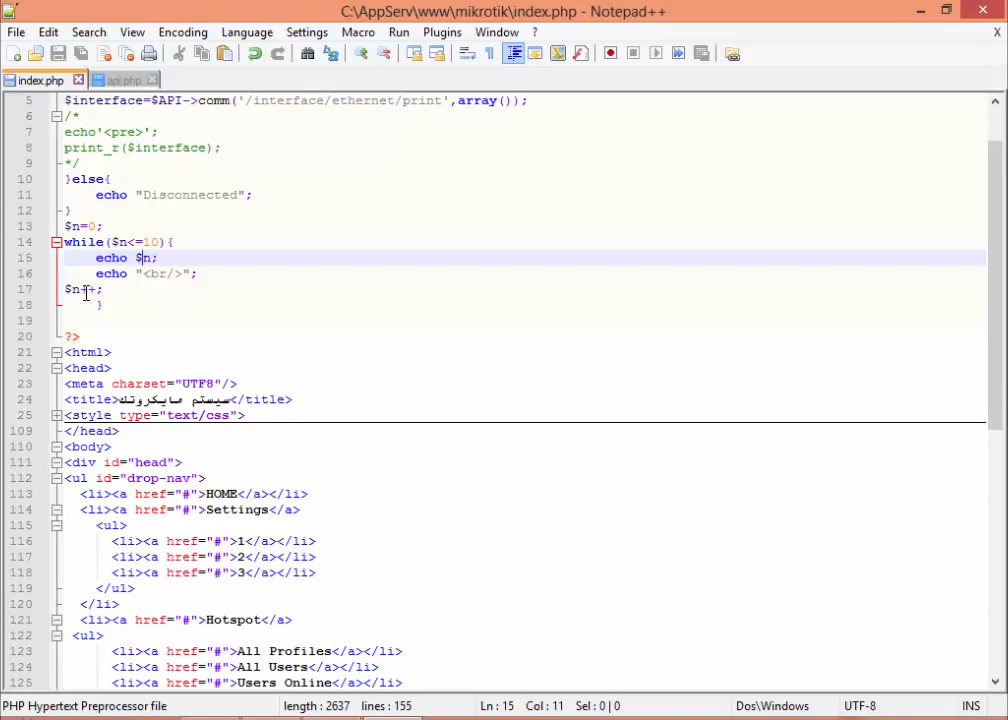 C:\AppServ\www\mikrotik\index.php - Notepad++
File Edit Search View Encoding Language Settings Macro Run Plugins Window ? X
index.php api.php
5 $interface=$API->comm('/interface/ethernet/print',array());
6 /*
7 echo'<pre>';
8 print_r($interface);
9 */
10 }else{
11 echo "Disconnected";
12 }
13 $n=0;
14 while($n<=10){
15 echo $n;
16 echo "<br/>";
17 $n++;
18 }
19
20 ?>
21 <html>
22 <head>
23 <meta charset="UTF8"/>
24 <title>سيستم مايكروتك</title>
25 <style type="text/css">
109 </head>
110 <body>
111 <div id="head">
112 <ul id="drop-nav">
113 <li><a href="#">HOME</a></li>
114 <li><a href="#">Settings</a>
115 <ul>
116 <li><a href="#">1</a></li>
117 <li><a href="#">2</a></li>
118 <li><a href="#">3</a></li>
119 </ul>
120 </li>
121 <li><a href="#">Hotspot</a>
122 <ul>
123 <li><a href="#">All Profiles</a></li>
124 <li><a href="#">All Users</a></li>
125 <li><a href="#">Users Online</a></li>
PHP Hypertext Preprocessor file length : 2637 lines : 155 Ln : 15 Col : 11 Sel : 0 | 0 Dos\Windows UTF-8 INS